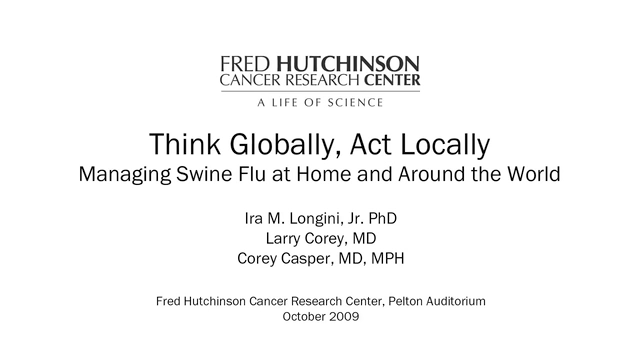 FRED HUTCHINSON
CANCER RESEARCH CENTER
A LIFE OF SCIENCE
Think Globally, Act Locally
Managing Swine Flu at Home and Around the World
Ira M. Longini, Jr. PhD
Larry Corey, MD
Corey Casper, MD, MPH
Fred Hutchinson Cancer Research Center, Pelton Auditorium
October 2009